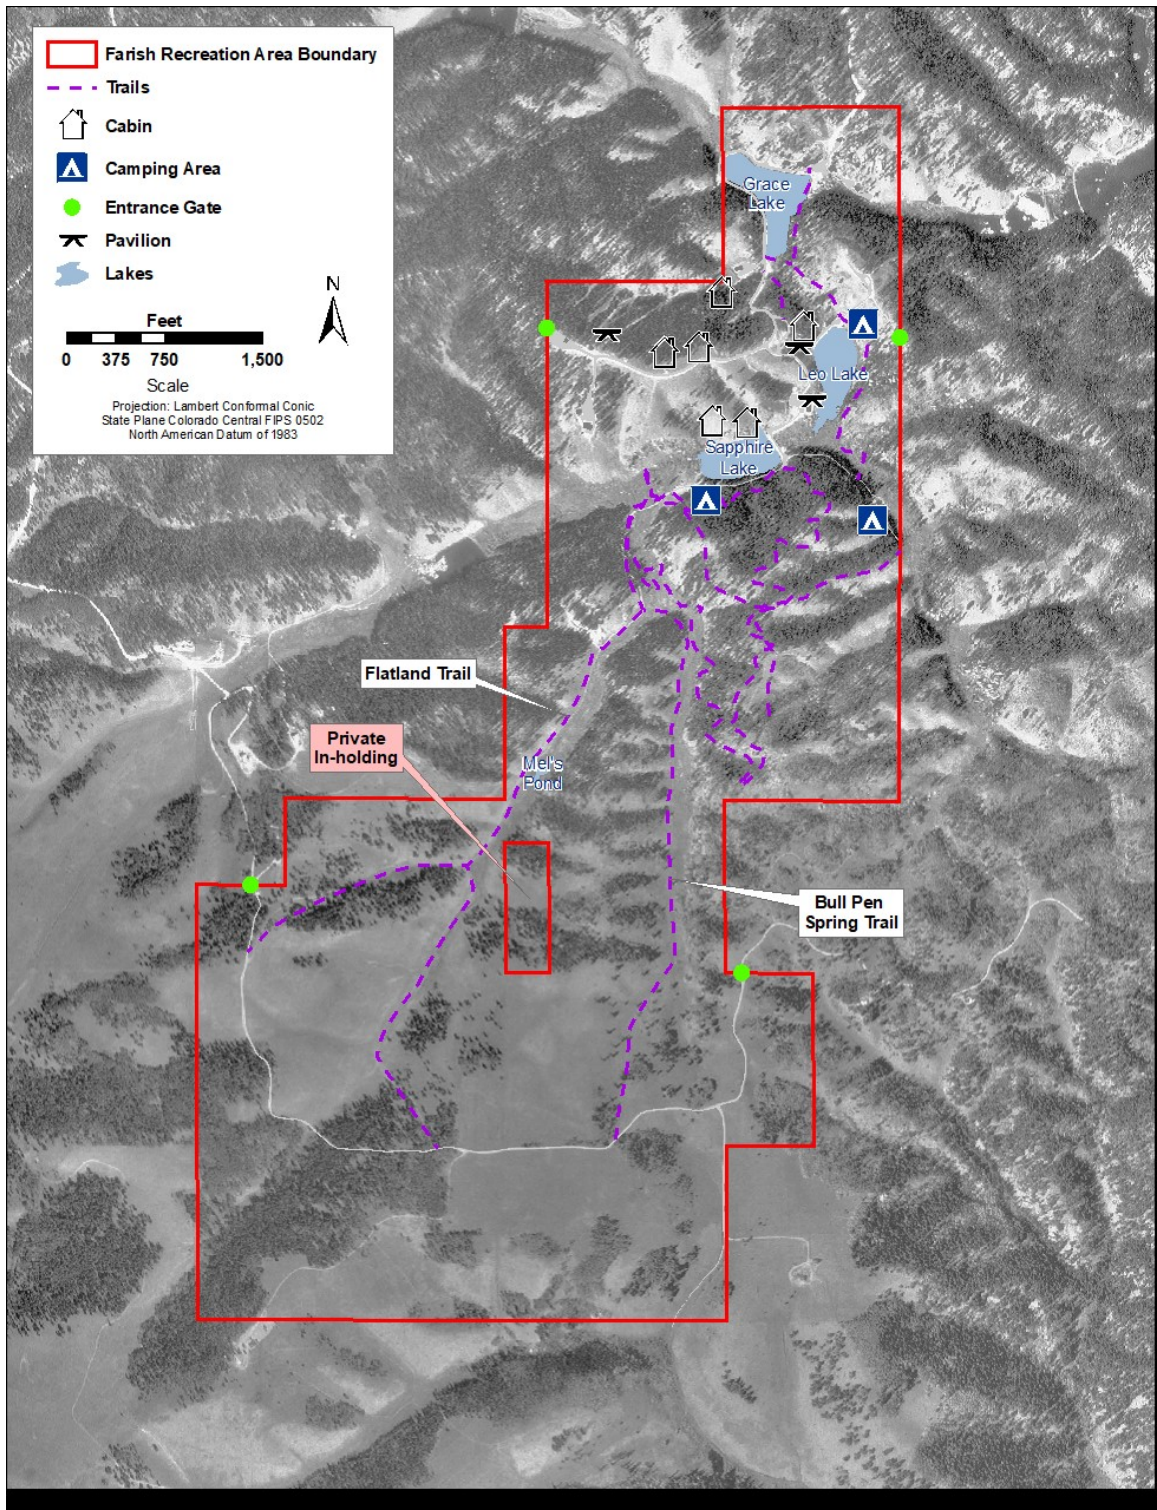 Farish Recreation Area Boundary
Trails
Cabin
Camping Area
Entrance Gate
Pavilion
Lakes
N
Feet
0 375 750 1,500
Scale
Projection: Lambert Conformal Conic
State Plane Colorado Central FIPS 0502
North American Datum of 1983
Grace
Lake
Leo Lake
Sapphire
Lake
Flatland Trail
Private
In-holding
Mel's
Pond
Bull Pen
Spring Trail